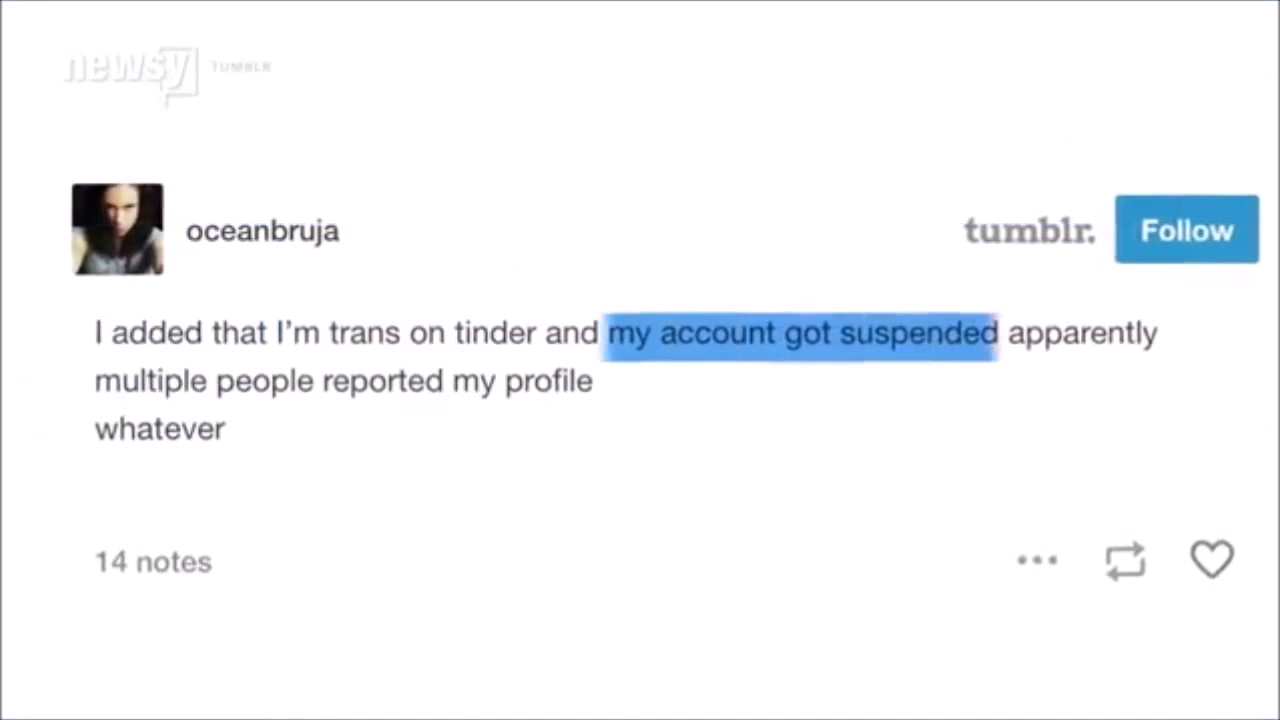 newsy TUMBLR
oceanbruja
tumblr. Follow
I added that I'm trans on tinder and my account got suspended apparently
multiple people reported my profile
whatever
14 notes